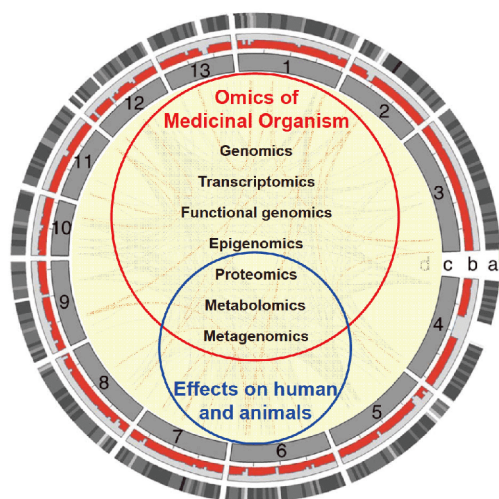 13
1
12
2
Omics of
Medicinal Organism
11
3
Genomics
Transcriptomics
Functional genomics
10
Epigenomics
d c b a
Proteomics
9
4
Metabolomics
Metagenomics
8
5
Effects on human
and animals
7
6